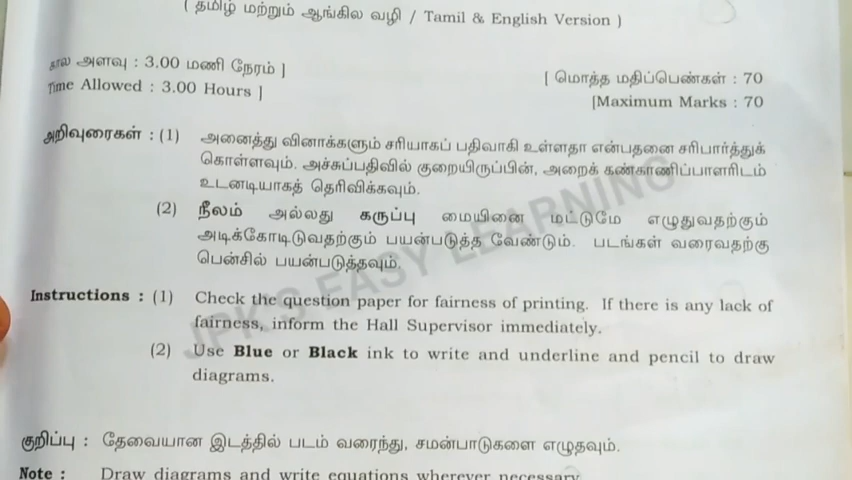 ( தமிழ் மற்றும் ஆங்கில வழி / Tamil & English Version )
கால அளவு : 3.00 மணி நேரம் ]
[ மொத்த மதிப்பெண்கள் : 70
Time Allowed : 3.00 Hours ]
[Maximum Marks : 70
அறிவுரைகள் : (1) அனைத்து வினாக்களும் சரியாகப் பதிவாகி உள்ளதா என்பதனை சரிபார்த்துக்
கொள்ளவும். அச்சுப்பதிவில் குறையிருப்பின், அறைக் கண்காணிப்பாளரிடம்
உடனடியாகத் தெரிவிக்கவும்.
(2) நீலம் அல்லது கருப்பு மையினை மட்டுமே எழுதுவதற்கும்
அடிக்கோடிடுவதற்கும் பயன்படுத்த வேண்டும். படங்கள் வரைவதற்கு
பென்சில் பயன்படுத்தவும்.
Instructions : (1) Check the question paper for fairness of printing. If there is any lack of
fairness, inform the Hall Supervisor immediately.
(2) Use Blue or Black ink to write and underline and pencil to draw
diagrams.
குறிப்பு : தேவையான இடத்தில் படம் வரைந்து, சமன்பாடுகளை எழுதவும்.
Note : Draw diagrams and write equations wherever necessary.
JPK'S EASY LEARNING